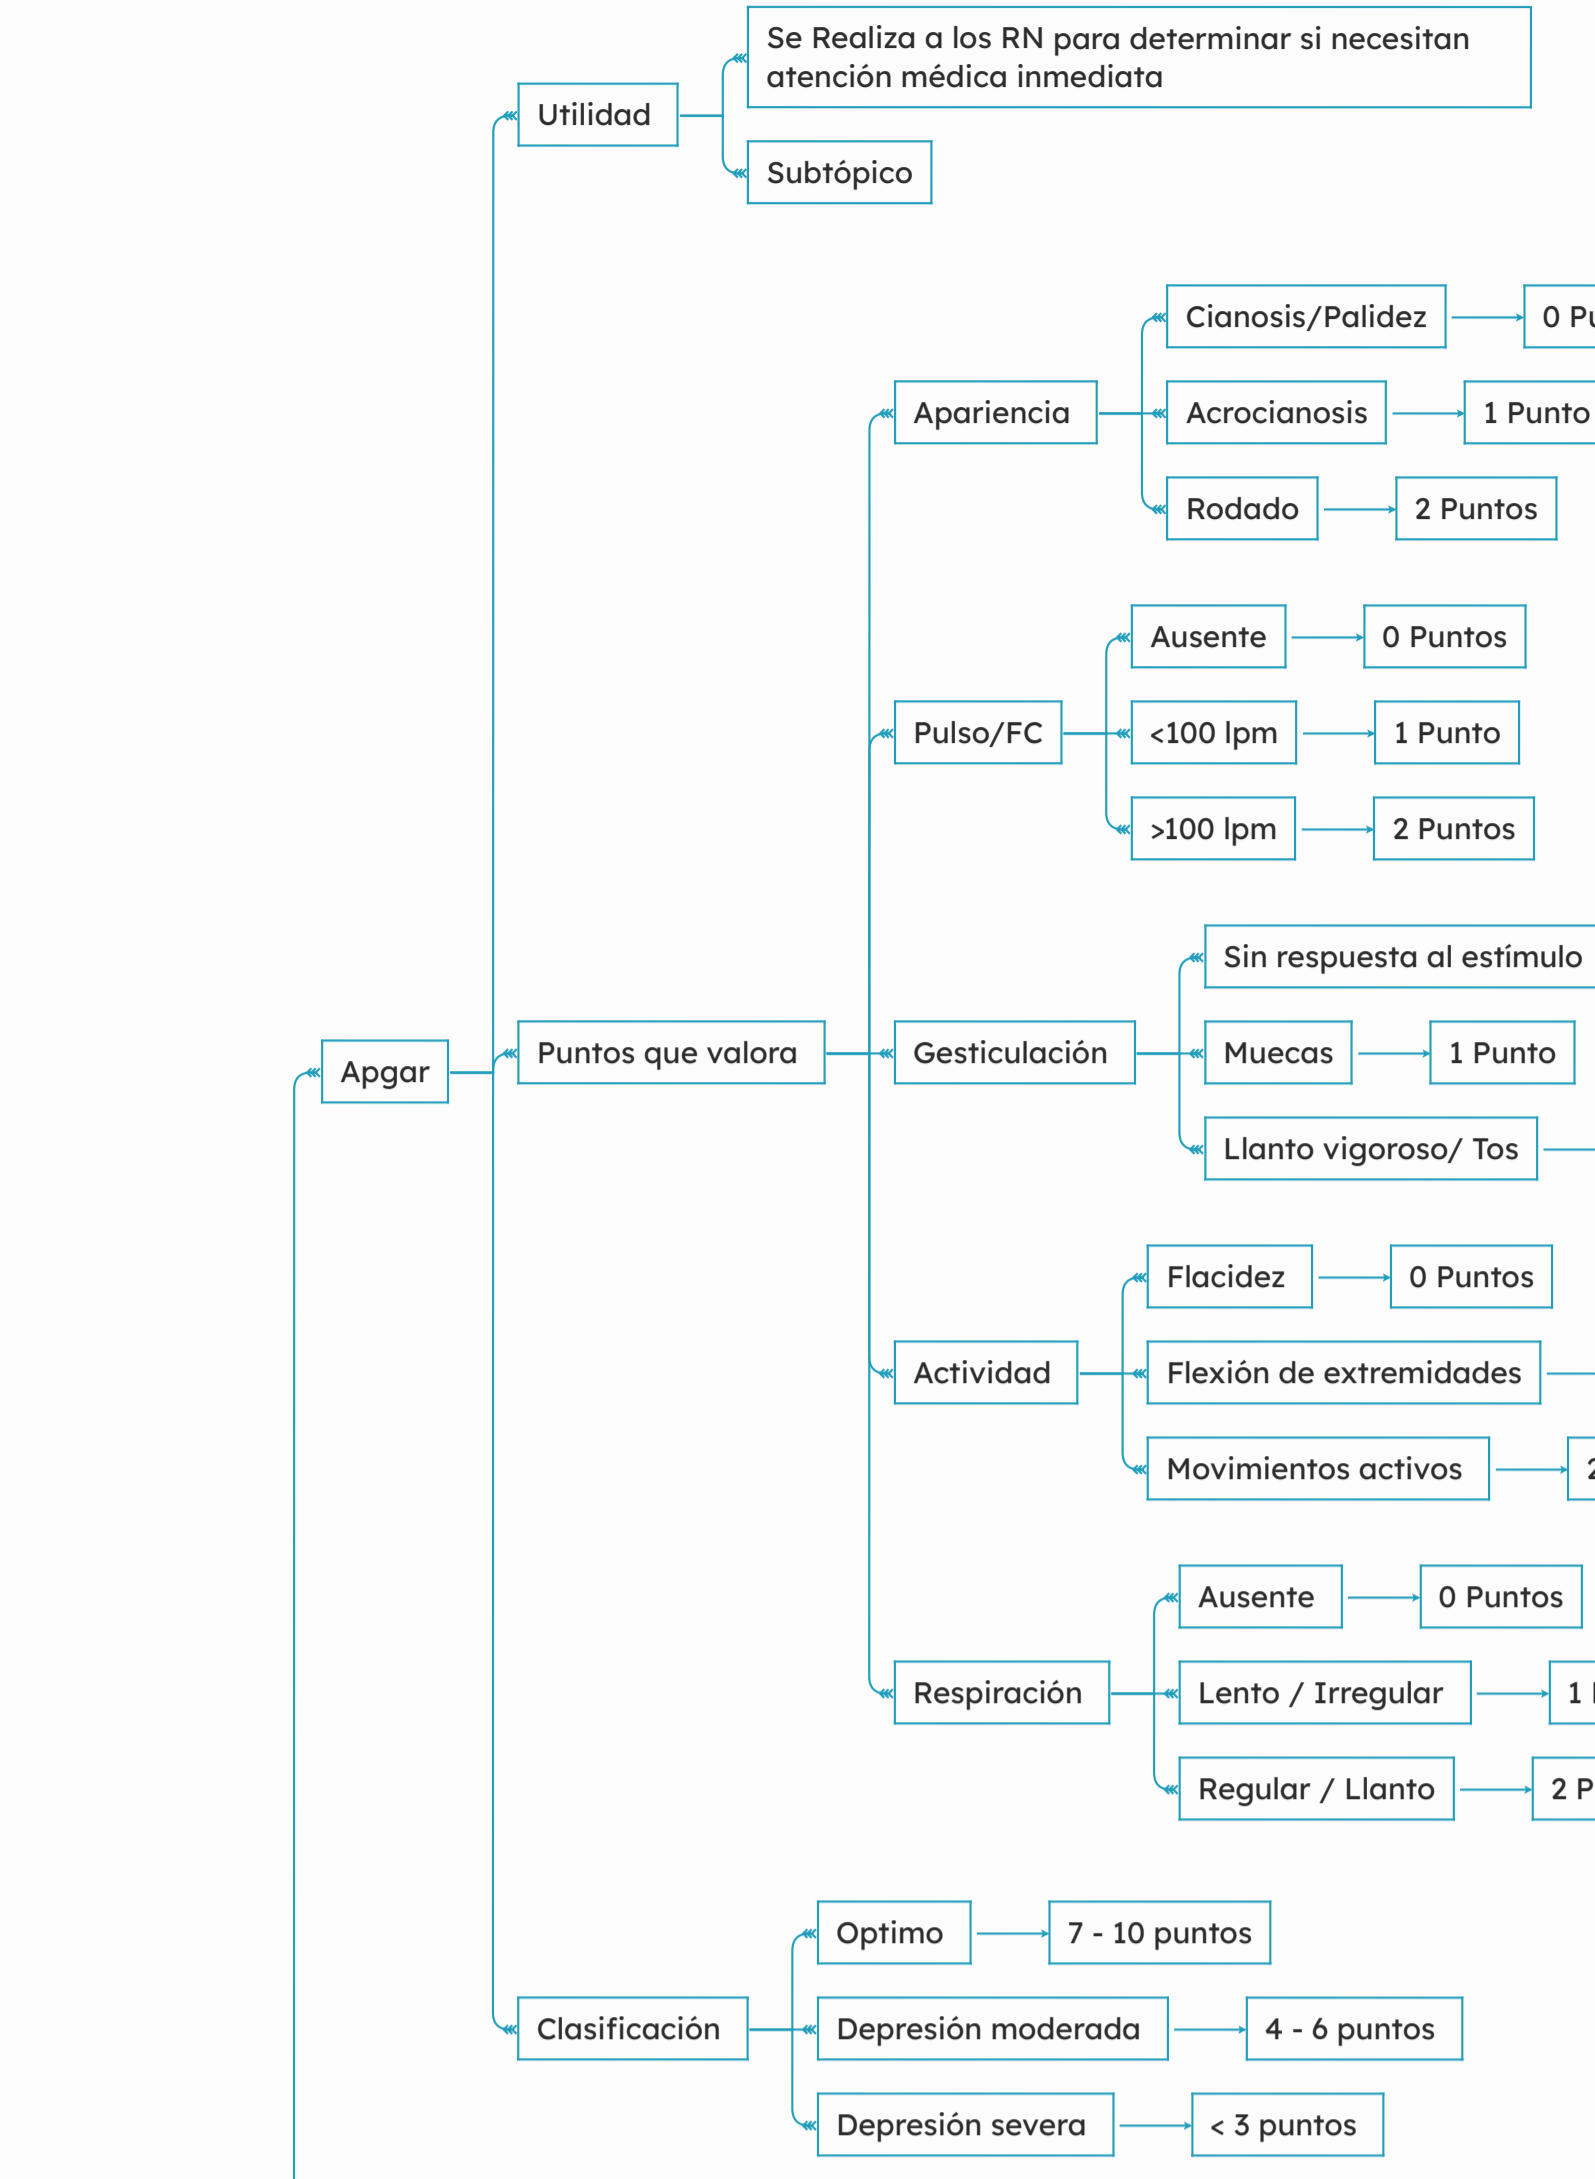 Se Realiza a los RN para determinar si necesitan
atención médica inmediata
Utilidad
Subtópico
Cianosis/Palidez
0
Apariencia
Acrocianosis
1 Punto
Rodado
2 Puntos
Ausente
0 Puntos
Pulso/FC
<100 lpm
1 Punto
>100 lpm
2 Puntos
Sin respuesta al estímulo
Apgar
Puntos que valora
Gesticulación
Muecas
1 Punto
Llanto vigoroso/ Tos
Flacidez
0 Puntos
Actividad
Flexión de extremidades
Movimientos activos
2
Ausente
0 Puntos
Respiración
Lento / Irregular
1
Regular / Llanto
2
Optimo
7 - 10 puntos
Clasificación
Depresión moderada
4 - 6 puntos
Depresión severa
< 3 puntos